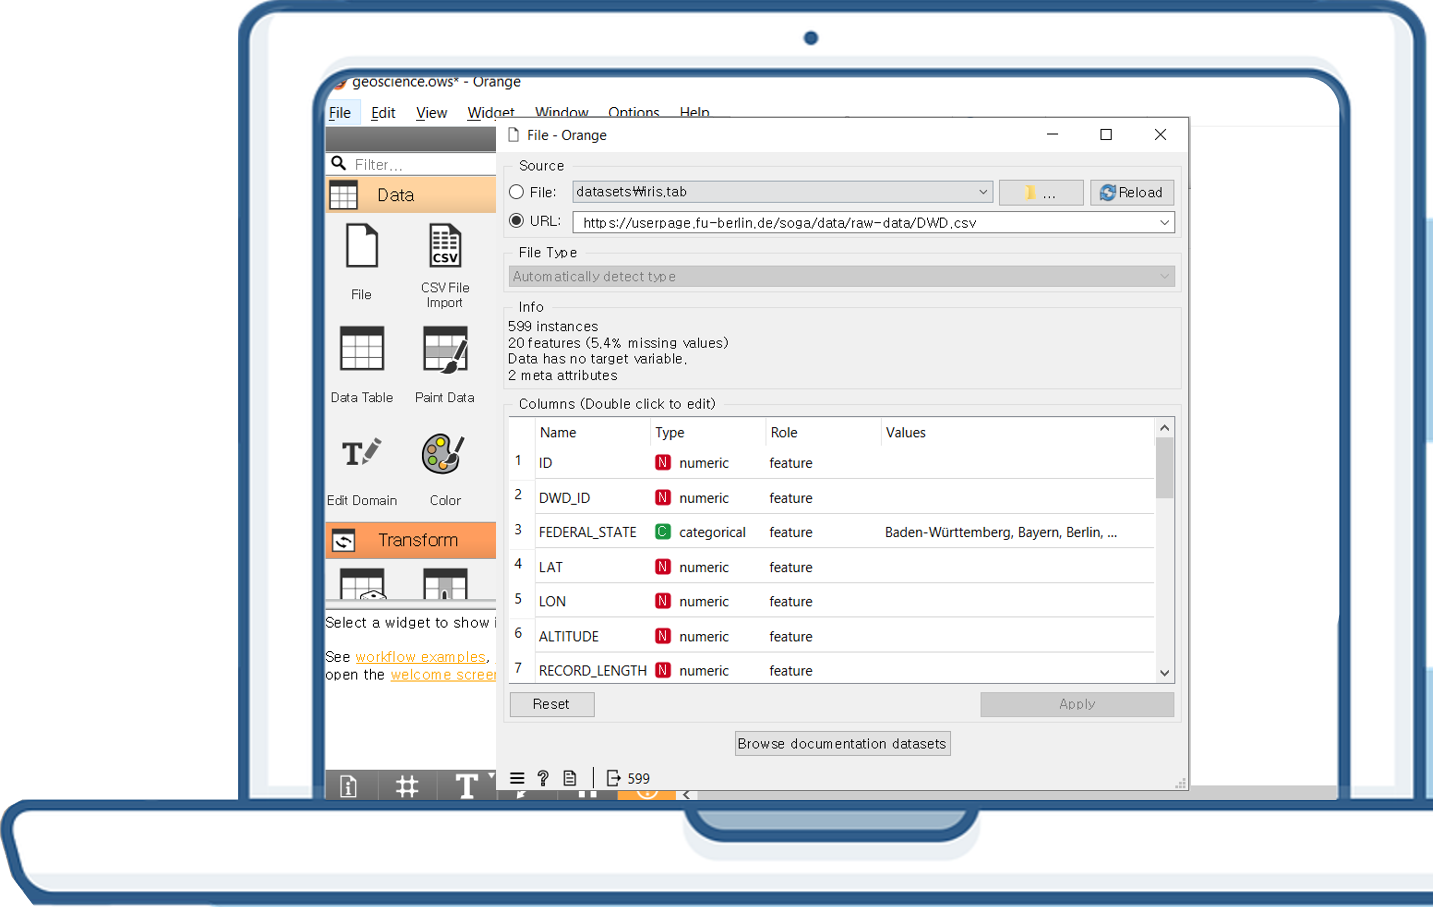 geoscience.ows* - Orange
File Edit View Widget Window Options Help
File - Orange
Filter...
Source
Data
File: datasets₩iris.tab ... Reload
URL: https://userpage.fu-berlin.de/soga/data/raw-data/DWD.csv
File Type
Automatically detect type
File
CSV File Import
CSV
Info
599 instances
20 features (5.4% missing values)
Data has no target variable.
2 meta attributes
Data Table
Paint Data
Columns (Double click to edit)
Name Type Role Values
1 ID N numeric feature
2 DWD_ID N numeric feature
3 FEDERAL_STATE C categorical feature Baden-Württemberg, Bayern, Berlin, ...
4 LAT N numeric feature
5 LON N numeric feature
6 ALTITUDE N numeric feature
7 RECORD_LENGTH N numeric feature
T
Edit Domain
Color
Transform
Select a widget to show i
See workflow examples,
open the welcome screen
Reset Apply
Browse documentation datasets
? 599
T